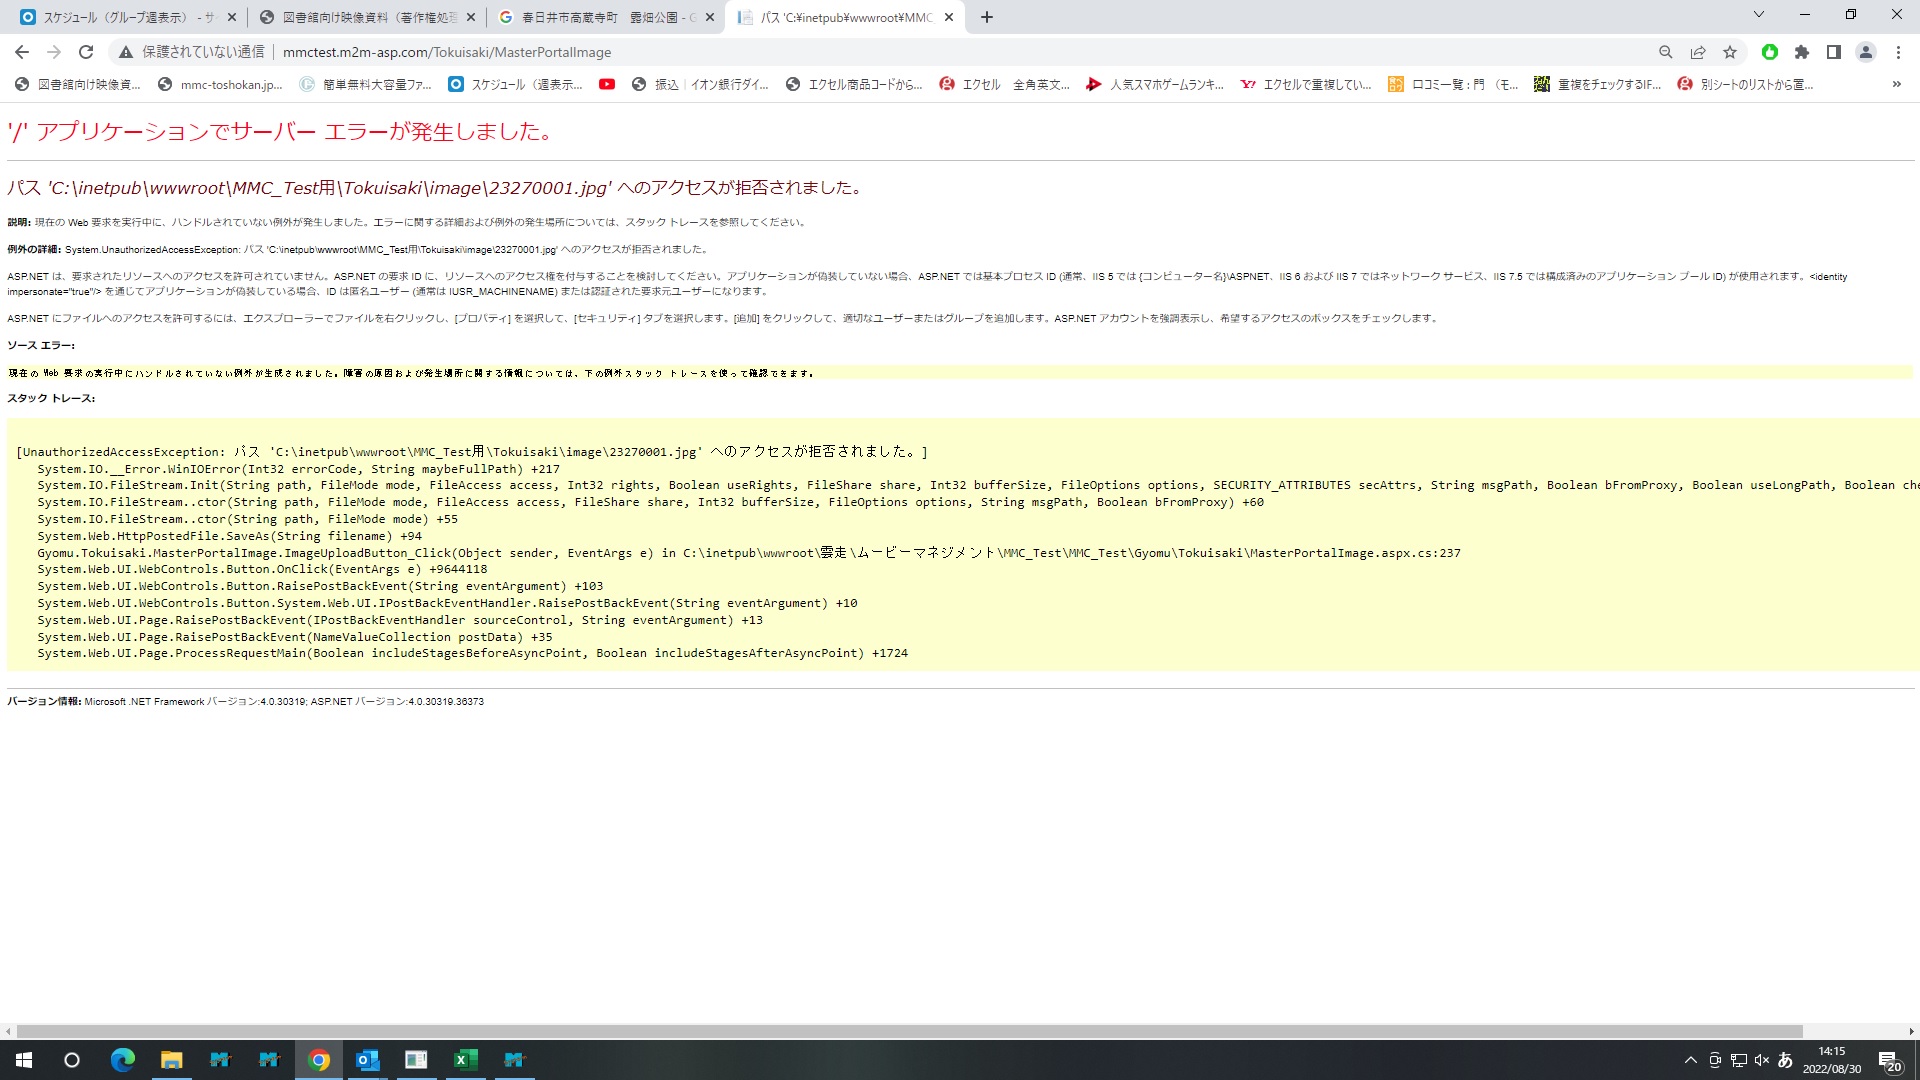 スケジュール（グループ週表示） - サ
図書館向け映像資料（著作権処理
春日井市高蔵寺町　霞畑公園 - G
パス 'C:¥inetpub¥wwwroot¥MMC
保護されていない通信
mmctest.m2m-asp.com/Tokuisaki/MasterPortalImage
図書館向け映像資...
mmc-toshokan.jp...
簡単無料大容量ファ...
スケジュール（週表示...
振込｜イオン銀行ダイ...
エクセル商品コードから...
エクセル　全角英文...
人気スマホゲームランキ...
エクセルで重複してい...
口コミ一覧 : 門　（モ...
重複をチェックするIF...
別シートのリストから置...
»
'/' アプリケーションでサーバー エラーが発生しました。
パス 'C:\inetpub\wwwroot\MMC_Test用\Tokuisaki\image\23270001.jpg' へのアクセスが拒否されました。
説明: 現在の Web 要求を実行中に、ハンドルされていない例外が発生しました。エラーに関する詳細および例外の発生場所については、スタック トレースを参照してください。
例外の詳細: System.UnauthorizedAccessException: パス 'C:\inetpub\wwwroot\MMC_Test用\Tokuisaki\image\23270001.jpg' へのアクセスが拒否されました。
ASP.NET は、要求されたリソースへのアクセスを許可されていません。ASP.NET の要求 ID に、リソースへのアクセス権を付与することを検討してください。アプリケーションが偽装していない場合、ASP.NET では基本プロセス ID (通常、IIS 5 では {コンピューター名}\ASPNET、IIS 6 および IIS 7 ではネットワーク サービス、IIS 7.5 では構成済みのアプリケーション プール ID) が使用されます。<identity
impersonate="true"/> を通じてアプリケーションが偽装している場合、ID は匿名ユーザー (通常は IUSR_MACHINENAME) または認証された要求元ユーザーになります。
ASP.NET にファイルへのアクセスを許可するには、エクスプローラーでファイルを右クリックし、[プロパティ] を選択して、[セキュリティ] タブを選択します。[追加] をクリックして、適切なユーザーまたはグループを追加します。ASP.NET アカウントを強調表示し、希望するアクセスのボックスをチェックします。
ソース エラー:
現在の Web 要求の実行中にハンドルされていない例外が生成されました。障害の原因および発生場所に関する情報については、下の例外スタック トレースを使って確認できます。
スタック トレース:
[UnauthorizedAccessException: パス 'C:\inetpub\wwwroot\MMC_Test用\Tokuisaki\image\23270001.jpg' へのアクセスが拒否されました。]
System.IO.__Error.WinIOError(Int32 errorCode, String maybeFullPath) +217
System.IO.FileStream.Init(String path, FileMode mode, FileAccess access, Int32 rights, Boolean useRights, FileShare share, Int32 bufferSize, FileOptions options, SECURITY_ATTRIBUTES secAttrs, String msgPath, Boolean bFromProxy, Boolean useLongPath, Boolean che
System.IO.FileStream..ctor(String path, FileMode mode, FileAccess access, FileShare share, Int32 bufferSize, FileOptions options, String msgPath, Boolean bFromProxy) +60
System.IO.FileStream..ctor(String path, FileMode mode) +55
System.Web.HttpPostedFile.SaveAs(String filename) +94
Gyomu.Tokuisaki.MasterPortalImage.ImageUploadButton_Click(Object sender, EventArgs e) in C:\inetpub\wwwroot\雲走\ムービーマネジメント\MMC_Test\MMC_Test\Gyomu\Tokuisaki\MasterPortalImage.aspx.cs:237
System.Web.UI.WebControls.Button.OnClick(EventArgs e) +9644118
System.Web.UI.WebControls.Button.RaisePostBackEvent(String eventArgument) +103
System.Web.UI.WebControls.Button.System.Web.UI.IPostBackEventHandler.RaisePostBackEvent(String eventArgument) +10
System.Web.UI.Page.RaisePostBackEvent(IPostBackEventHandler sourceControl, String eventArgument) +13
System.Web.UI.Page.RaisePostBackEvent(NameValueCollection postData) +35
System.Web.UI.Page.ProcessRequestMain(Boolean includeStagesBeforeAsyncPoint, Boolean includeStagesAfterAsyncPoint) +1724
バージョン情報: Microsoft .NET Framework バージョン:4.0.30319; ASP.NET バージョン:4.0.30319.36373
あ
14:15
2022/08/30
20